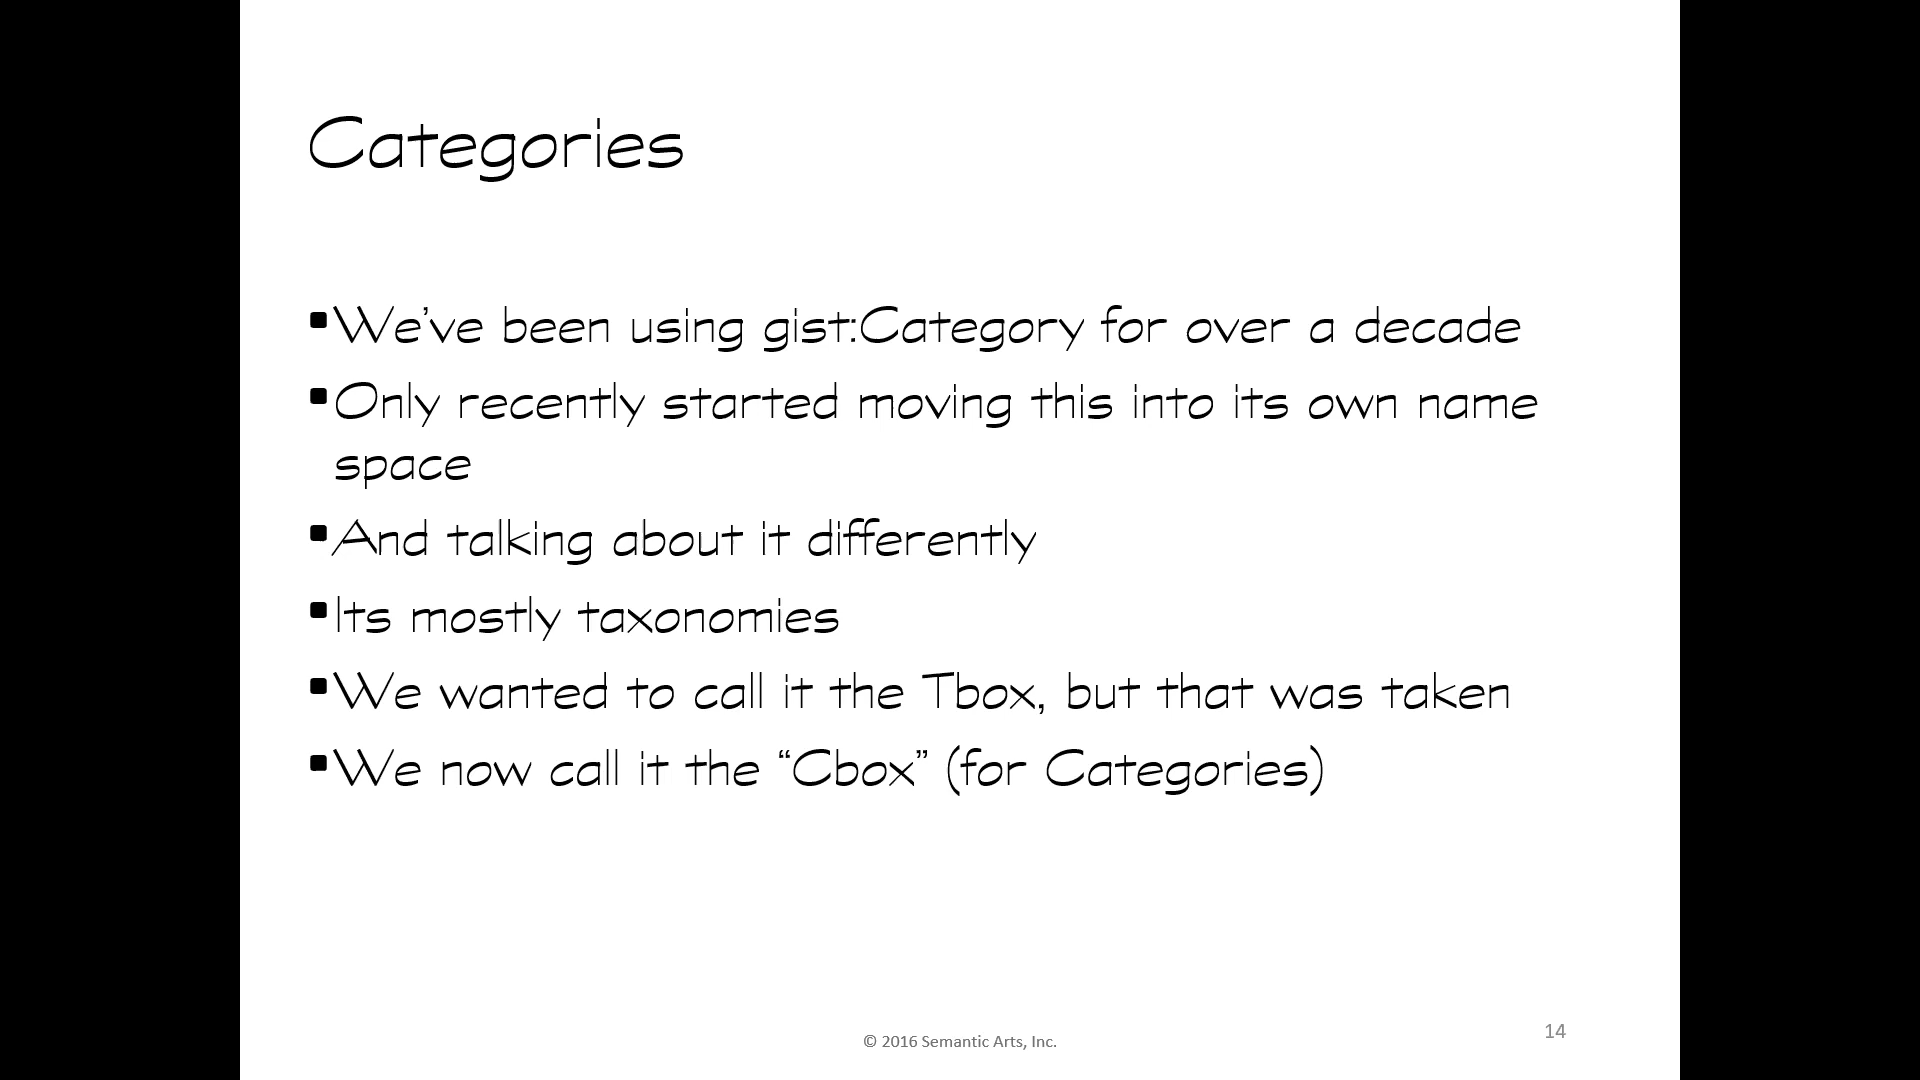 Categories
▪We’ve been using gist:Category for over a decade
▪Only recently started moving this into its own name
space
▪And talking about it differently
▪Its mostly taxonomies
▪We wanted to call it the Tbox, but that was taken
▪We now call it the “Cbox” (for Categories)
© 2016 Semantic Arts, Inc.
14